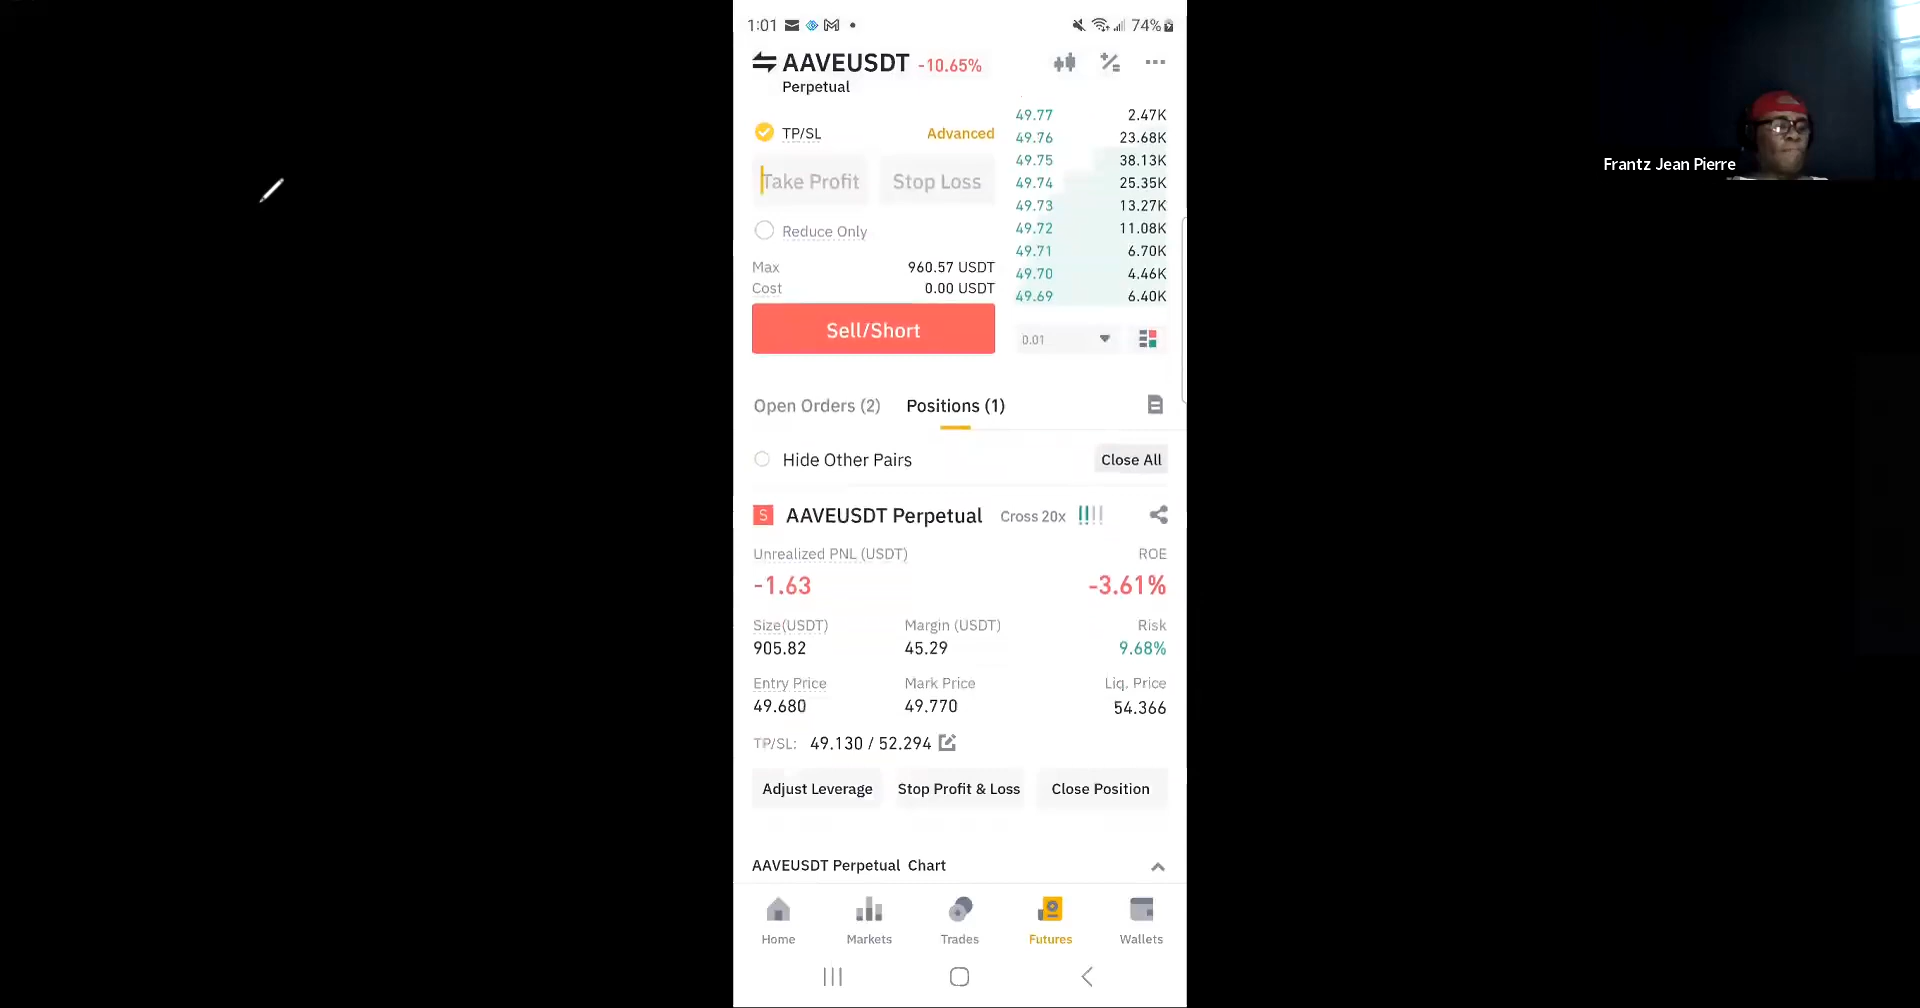 1:01
74%
AAVEUSDT -10.65%
Perpetual
TP/SL Advanced
Take Profit Stop Loss
Reduce Only
Max 960.57 USDT
Cost 0.00 USDT
Sell/Short
49.77 2.47K
49.76 23.68K
49.75 38.13K
49.74 25.35K
49.73 13.27K
49.72 11.08K
49.71 6.70K
49.70 4.46K
49.69 6.40K
0.01
Open Orders (2) Positions (1)
Hide Other Pairs Close All
S AAVEUSDT Perpetual Cross 20x
Unrealized PNL (USDT) ROE
-1.63 -3.61%
Size(USDT) Margin (USDT) Risk
905.82 45.29 9.68%
Entry Price Mark Price Liq. Price
49.680 49.770 54.366
TP/SL: 49.130 / 52.294
Adjust Leverage Stop Profit & Loss Close Position
AAVEUSDT Perpetual Chart
Home Markets Trades Futures Wallets
Frantz Jean Pierre